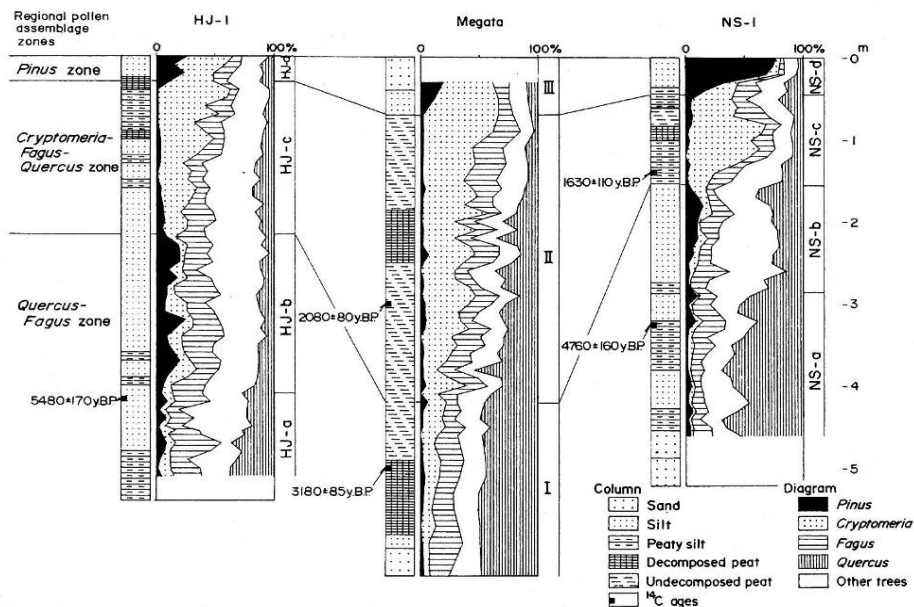 Regional pollen
assemblage
zones
HJ-I
Megata
NS-I
0 100%
0 100%
0 100%
m
Pinus zone
Cryptomeria-
Fagus-
Quercus zone
Quercus-
Fagus zone
HJ-d
HJ-c
HJ-b
HJ-a
III
II
I
NS-d
NS-c
NS-b
NS-a
-0
-1
-2
-3
-4
-5
5480±170y.B.P.
2080±80y.B.P.
3180±85y.B.P.
1630±110y.B.P.
4760±160y.B.P.
Column
Sand
Silt
Peaty silt
Decomposed peat
Undecomposed peat
14C ages
Diagram
Pinus
Cryptomeria
Fagus
Quercus
Other trees